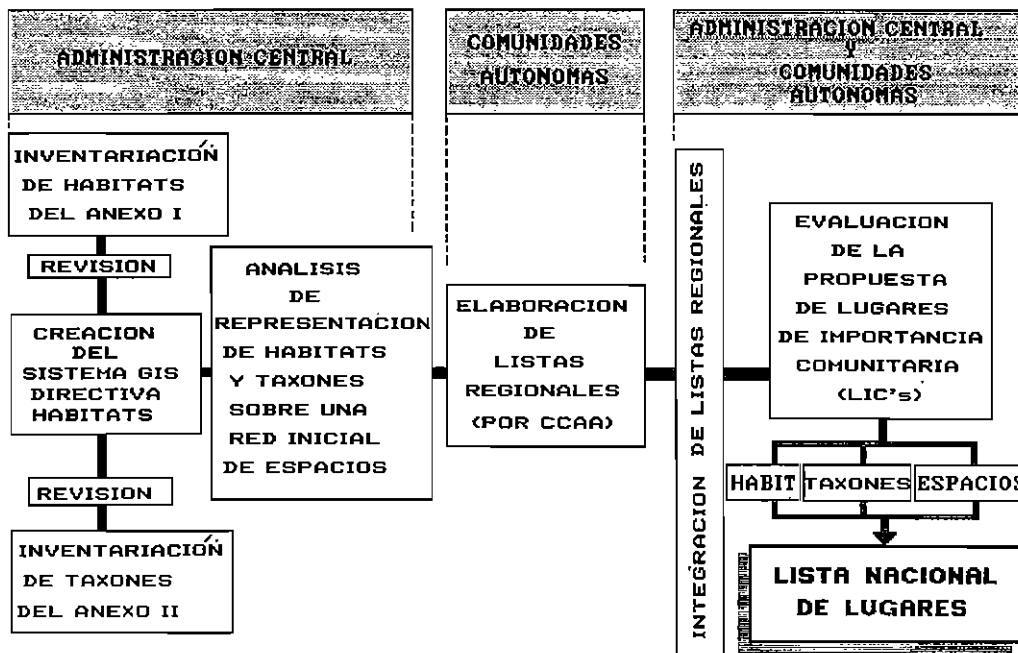 ADMINISTRACION CENTRAL
COMUNIDADES
AUTONOMAS
ADMINISTRACION CENTRAL
Y
COMUNIDADES
AUTONOMAS
INVENTARIACIÓN
DE HABITATS
DEL ANEXO I
REVISION
CREACION
DEL
SISTEMA GIS
DIRECTIVA
HABITATS
REVISION
INVENTARIACIÓN
DE TAXONES
DEL ANEXO II
ANALISIS
DE
REPRESENTACION
DE HABITATS
Y TAXONES
SOBRE UNA
RED INICIAL
DE ESPACIOS
ELABORACION
DE
LISTAS
REGIONALES
(POR CCAA)
INTEGRACION DE LISTAS REGIONALES
EVALUACION
DE LA
PROPUESTA
DE LUGARES
DE IMPORTANCIA
COMUNITARIA
(LIC's)
HABIT
TAXONES
ESPACIOS
LISTA NACIONAL
DE LUGARES